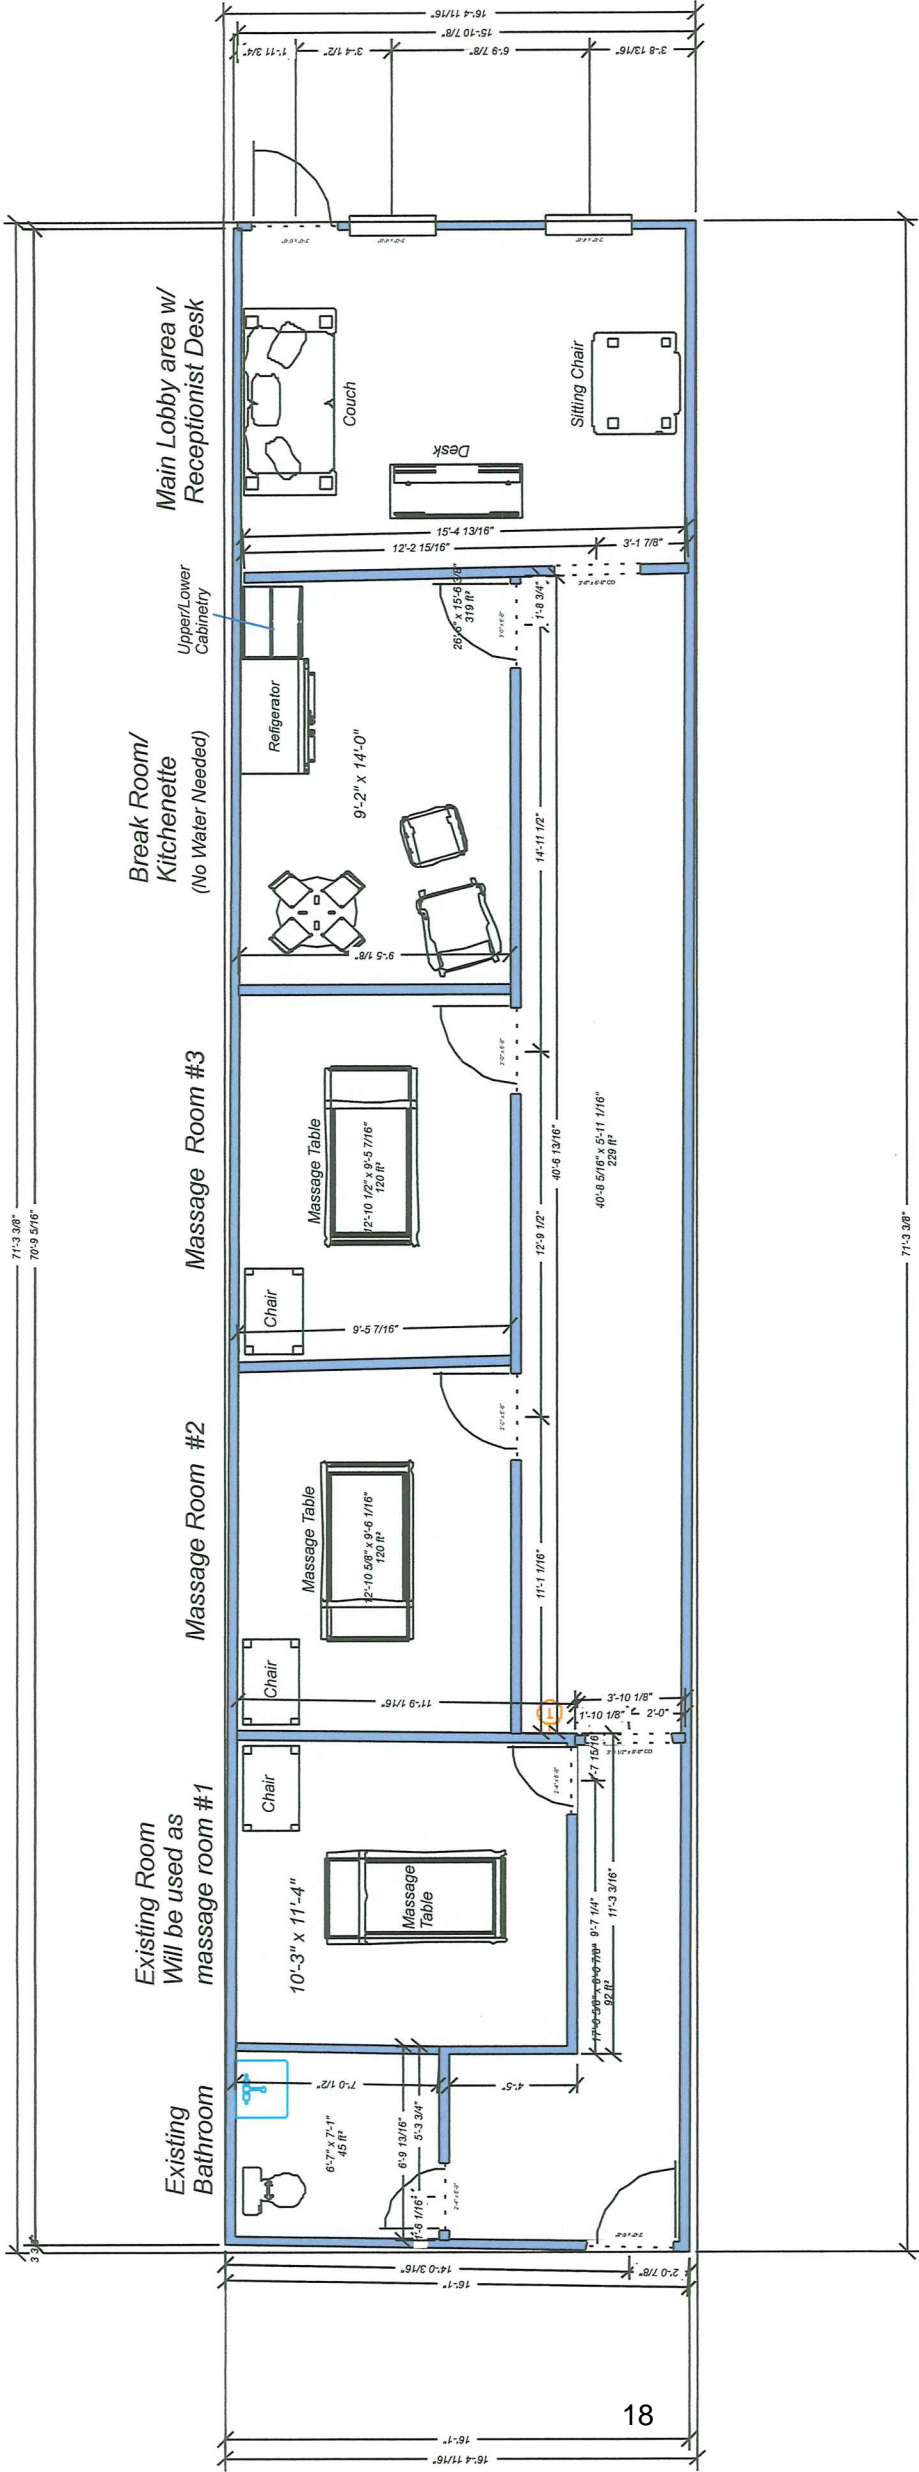 71'-3 3/8"
70'-9 5/16"
Existing
Bathroom
Existing Room
Will be used as
massage room #1
Massage Room #2
Massage Room #3
Break Room/
Kitchenette
(No Water Needed)
Upper/Lower
Cabinetry
Main Lobby area w/
Receptionist Desk
6'-7" x 7'-1"
45 ft²
7'-0 1/2"
6'-9 13/16"
5'-3 3/4"
1'-6 1/16"
4'-5"
10'-3" x 11'-4"
Chair
Massage
Table
9'-7 1/4"
11'-3 3/16"
92 ft²
11'-9 1/16"
3'-10 1/8"
1'-10 1/8"
2'-0"
Chair
Massage Table
12'-10 5/8" x 9'-6 1/16"
120 ft²
11'-1 1/16"
Chair
Massage Table
12'-10 1/2" x 9'-5 7/16"
120 ft²
9'-5 7/16"
12'-9 1/2"
40'-6 13/16"
40'-8 5/16" x 5'-11 1/16"
229 ft²
9'-5 1/8"
9'-2" x 14'-0"
Refigerator
14'-11 1/2"
26'-6" x 15'-6 3/8"
319 ft²
1'-8 3/4"
12'-2 15/16"
15'-4 13/16"
3'-1 7/8"
Couch
Desk
Sitting Chair
16'-4 11/16"
15'-10 7/8"
1'-11 3/4"
3'-4 1/2"
6'-9 7/8"
3'-8 13/16"
14'-0 3/16"
2'-0 7/8"
16'-1"
16'-1"
16'-4 11/16"
71'-3 3/8"
18